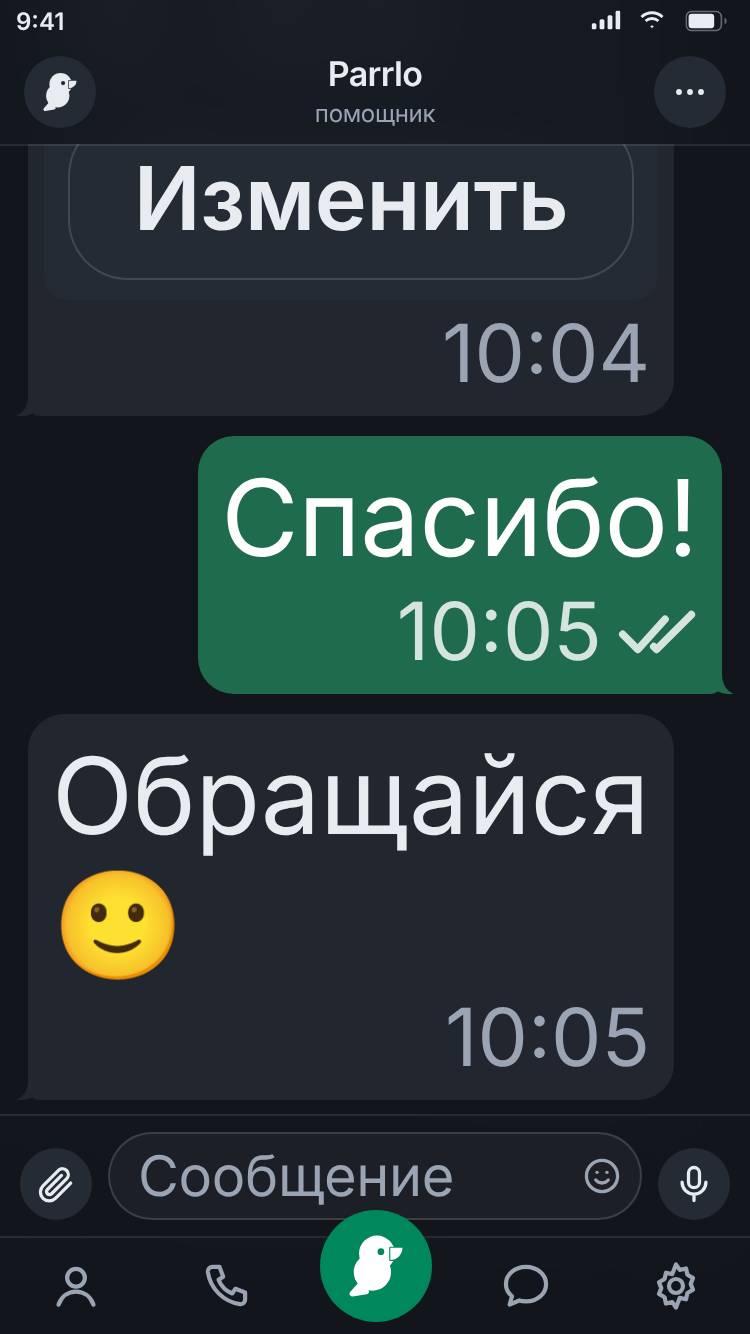 9:41
Parrlo
помощник
Изменить
10:04
Спасибо!
10:05
Обращайся
🙂
10:05
Сообщение